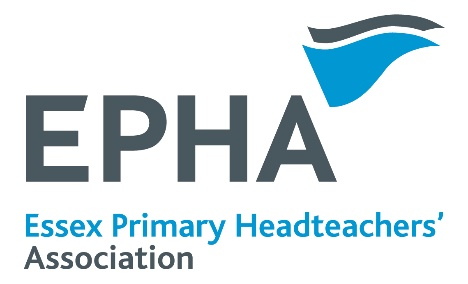 EPHA
Essex Primary Headteachers’
Association